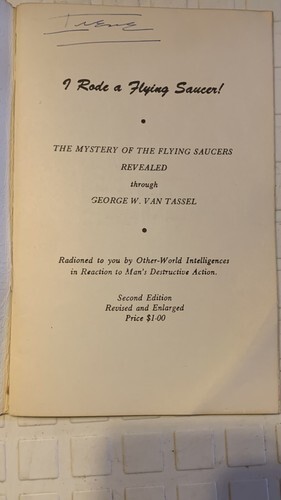 Irene
I Rode a Flying Saucer!
•
THE MYSTERY OF THE FLYING SAUCERS
REVEALED
through
GEORGE W. VAN TASSEL
•
Radioned to you by Other-World Intelligences
in Reaction to Man's Destructive Action.
Second Edition
Revised and Enlarged
Price $1.00